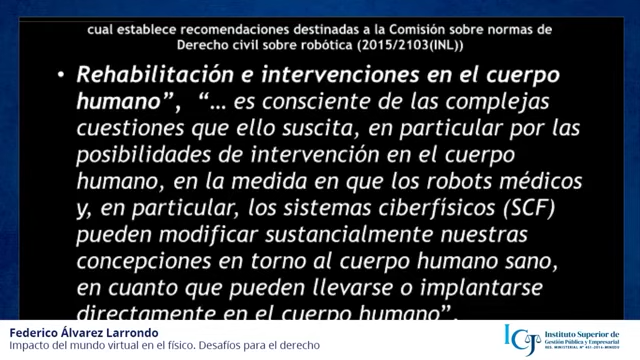 cual establece recomendaciones destinadas a la Comisión sobre normas de
Derecho civil sobre robótica (2015/2103(INL))
• Rehabilitación e intervenciones en el cuerpo
humano”, “… es consciente de las complejas
cuestiones que ello suscita, en particular por las
posibilidades de intervención en el cuerpo
humano, en la medida en que los robots médicos
y, en particular, los sistemas ciberfísicos (SCF)
pueden modificar sustancialmente nuestras
concepciones en torno al cuerpo humano sano,
en cuanto que pueden llevarse o implantarse
directamente en el cuerpo humano”.
Federico Álvarez Larrondo
Impacto del mundo virtual en el físico. Desafíos para el derecho
ICJ
Instituto Superior de
Gestión Pública y Empresarial